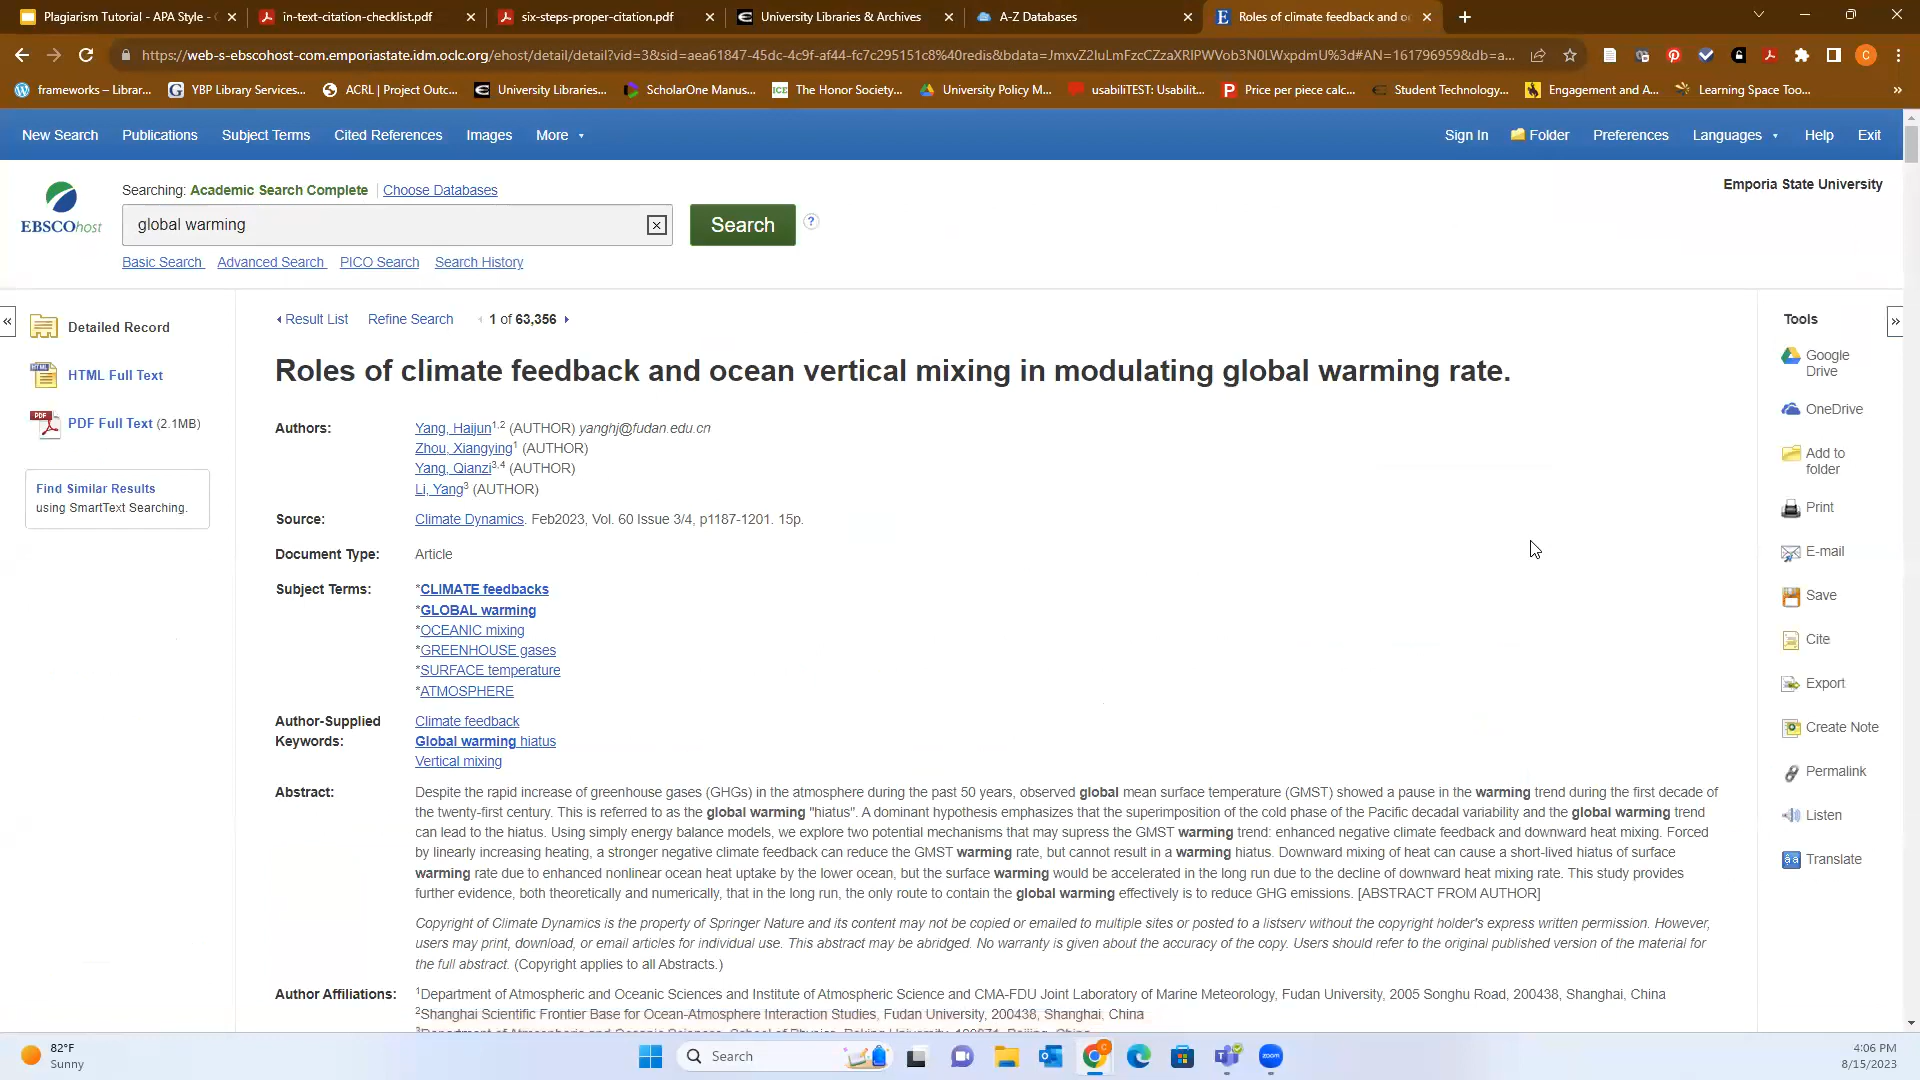 Plagiarism Tutorial - APA Style -
in-text-citation-checklist.pdf
six-steps-proper-citation.pdf
University Libraries & Archives
A-Z Databases
Roles of climate feedback and o
https://web-s-ebscohost-com.emporiastate.idm.oclc.org/ehost/detail/detail?vid=3&sid=aea61847-45dc-4c9f-af44-fc7c295151c8%40redis&bdata=JmxvZ2luLmFzcCZzaXRlPWVob3N0LWxpdmU%3d#AN=161796959&db=a...
frameworks – Librar...
YBP Library Services...
ACRL | Project Outc...
University Libraries...
ScholarOne Manus...
The Honor Society...
University Policy M...
usabiliTEST: Usabilit...
Price per piece calc...
Student Technology...
Engagement and A...
Learning Space Too...
»
New Search
Publications
Subject Terms
Cited References
Images
More
Sign In
Folder
Preferences
Languages
Help
Exit
EBSCOhost
Searching: Academic Search Complete
Choose Databases
Emporia State University
global warming
Search
?
Basic Search
Advanced Search
PICO Search
Search History
«
Detailed Record
HTML Full Text
PDF Full Text (2.1MB)
Find Similar Results
using SmartText Searching.
Result List
Refine Search
1 of 63,356
Roles of climate feedback and ocean vertical mixing in modulating global warming rate.
Authors:
Yang, Haijun1,2 (AUTHOR) yanghj@fudan.edu.cn
Zhou, Xiangying1 (AUTHOR)
Yang, Qianzi3,4 (AUTHOR)
Li, Yang3 (AUTHOR)
Source:
Climate Dynamics. Feb2023, Vol. 60 Issue 3/4, p1187-1201. 15p.
Document Type:
Article
Subject Terms:
*CLIMATE feedbacks
*GLOBAL warming
*OCEANIC mixing
*GREENHOUSE gases
*SURFACE temperature
*ATMOSPHERE
Author-Supplied
Keywords:
Climate feedback
Global warming hiatus
Vertical mixing
Abstract:
Despite the rapid increase of greenhouse gases (GHGs) in the atmosphere during the past 50 years, observed global mean surface temperature (GMST) showed a pause in the warming trend during the first decade of
the twenty-first century. This is referred to as the global warming "hiatus". A dominant hypothesis emphasizes that the superimposition of the cold phase of the Pacific decadal variability and the global warming trend
can lead to the hiatus. Using simply energy balance models, we explore two potential mechanisms that may supress the GMST warming trend: enhanced negative climate feedback and downward heat mixing. Forced
by linearly increasing heating, a stronger negative climate feedback can reduce the GMST warming rate, but cannot result in a warming hiatus. Downward mixing of heat can cause a short-lived hiatus of surface
warming rate due to enhanced nonlinear ocean heat uptake by the lower ocean, but the surface warming would be accelerated in the long run due to the decline of downward heat mixing rate. This study provides
further evidence, both theoretically and numerically, that in the long run, the only route to contain the global warming effectively is to reduce GHG emissions. [ABSTRACT FROM AUTHOR]
Copyright of Climate Dynamics is the property of Springer Nature and its content may not be copied or emailed to multiple sites or posted to a listserv without the copyright holder's express written permission. However,
users may print, download, or email articles for individual use. This abstract may be abridged. No warranty is given about the accuracy of the copy. Users should refer to the original published version of the material for
the full abstract. (Copyright applies to all Abstracts.)
Author Affiliations:
1Department of Atmospheric and Oceanic Sciences and Institute of Atmospheric Science and CMA-FDU Joint Laboratory of Marine Meteorology, Fudan University, 2005 Songhu Road, 200438, Shanghai, China
2Shanghai Scientific Frontier Base for Ocean-Atmosphere Interaction Studies, Fudan University, 200438, Shanghai, China
Tools
»
Google
Drive
OneDrive
Add to
folder
Print
E-mail
Save
Cite
Export
Create Note
Permalink
Listen
Translate
82°F
Sunny
Search
zoom
4:06 PM
8/15/2023